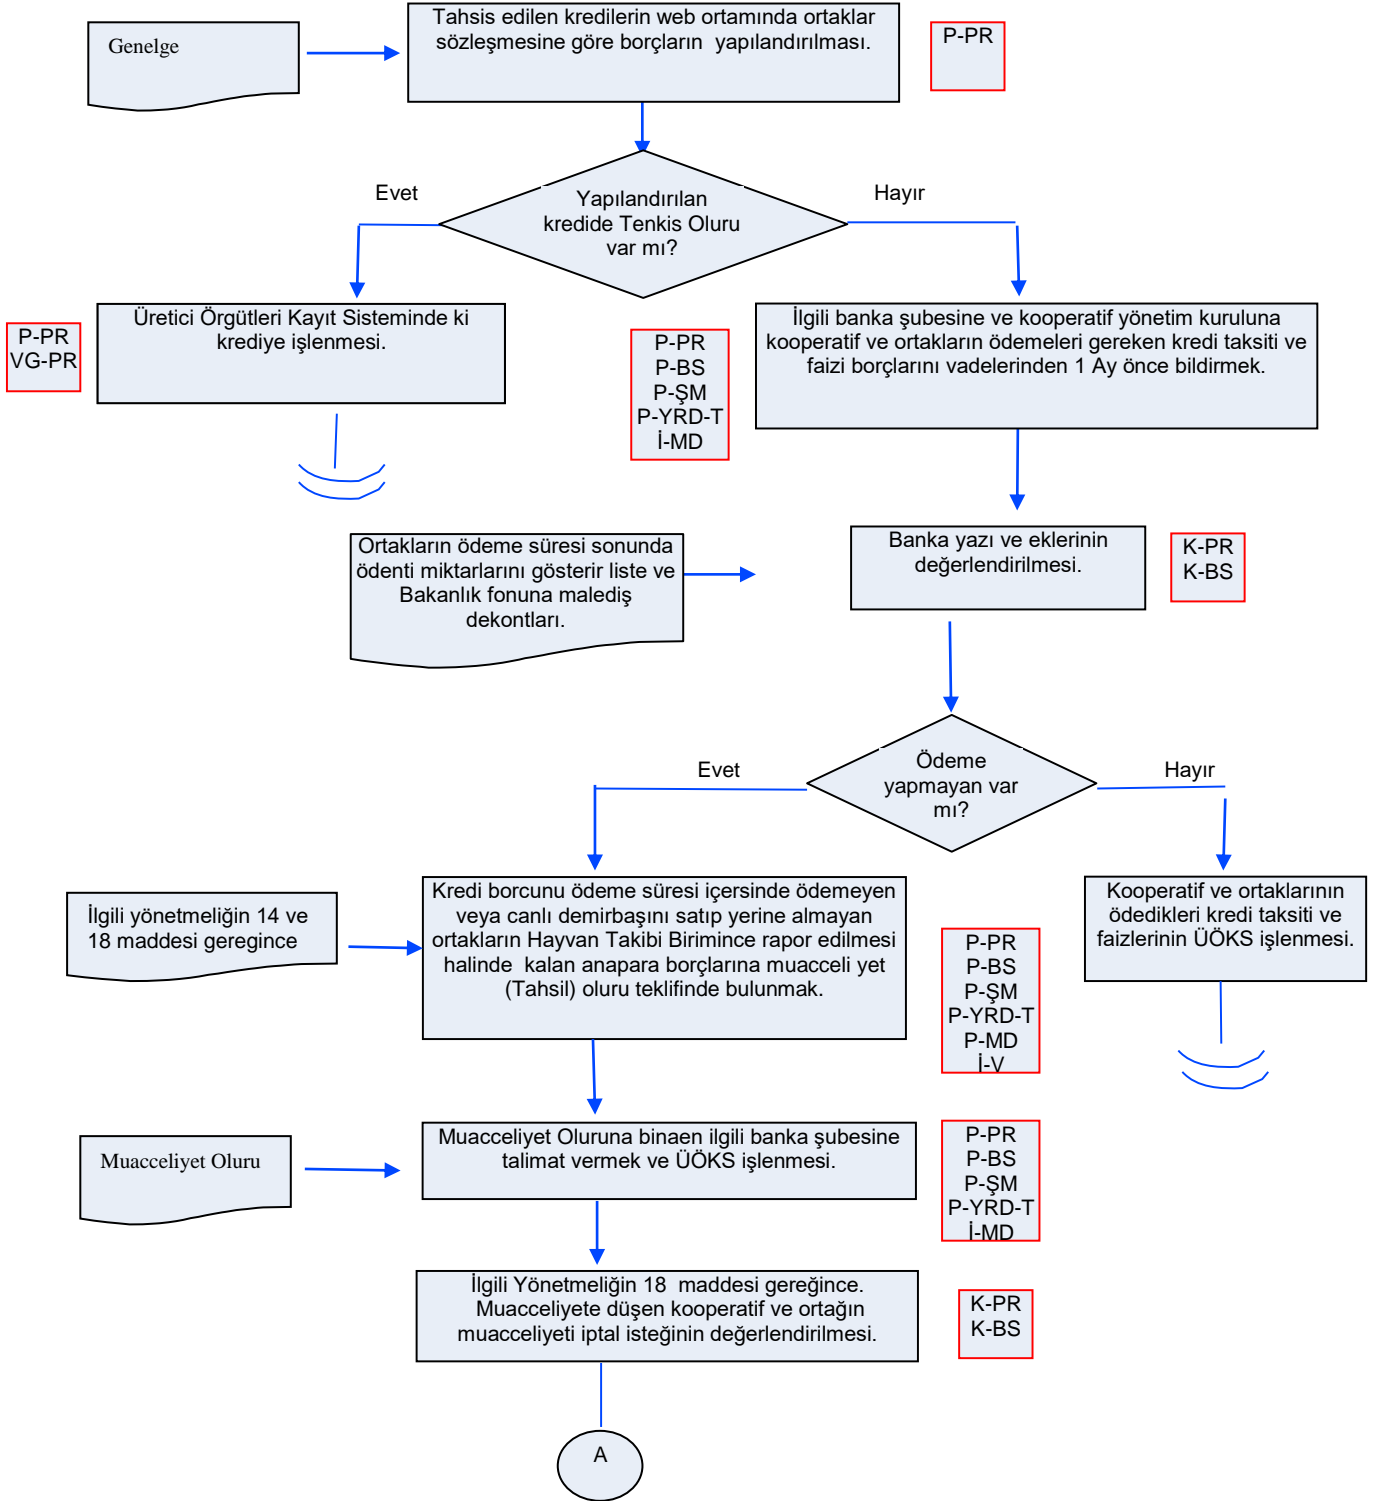 Genelge
Tahsis edilen kredilerin web ortamında ortaklar
sözleşmesine göre borçların  yapılandırılması.
P-PR
Evet
Yapılandırılan
kredide Tenkis Oluru
var mı?
Hayır
P-PR
VG-PR
Üretici Örgütleri Kayıt Sisteminde ki
krediye işlenmesi.
P-PR
P-BS
P-ŞM
P-YRD-T
İ-MD
İlgili banka şubesine ve kooperatif yönetim kuruluna
kooperatif ve ortakların ödemeleri gereken kredi taksiti ve
faizi borçlarını vadelerinden 1 Ay önce bildirmek.
Ortakların ödeme süresi sonunda
ödenti miktarlarını gösterir liste ve
Bakanlık fonuna malediş
dekontları.
Banka yazı ve eklerinin
değerlendirilmesi.
K-PR
K-BS
Evet
Ödeme
yapmayan var
mı?
Hayır
İlgili yönetmeliğin 14 ve
18 maddesi geregince
Kredi borcunu ödeme süresi içersinde ödemeyen
veya canlı demirbaşını satıp yerine almayan
ortakların Hayvan Takibi Birimince rapor edilmesi
halinde  kalan anapara borçlarına muacceli yet
(Tahsil) oluru teklifinde bulunmak.
P-PR
P-BS
P-ŞM
P-YRD-T
P-MD
İ-V
Kooperatif ve ortaklarının
ödedikleri kredi taksiti ve
faizlerinin ÜÖKS işlenmesi.
Muacceliyet Oluru
Muacceliyet Oluruna binaen ilgili banka şubesine
talimat vermek ve ÜÖKS işlenmesi.
P-PR
P-BS
P-ŞM
P-YRD-T
İ-MD
İlgili Yönetmeliğin 18  maddesi gereğince.
Muacceliyete düşen kooperatif ve ortağın
muacceliyeti iptal isteğinin değerlendirilmesi.
K-PR
K-BS
A